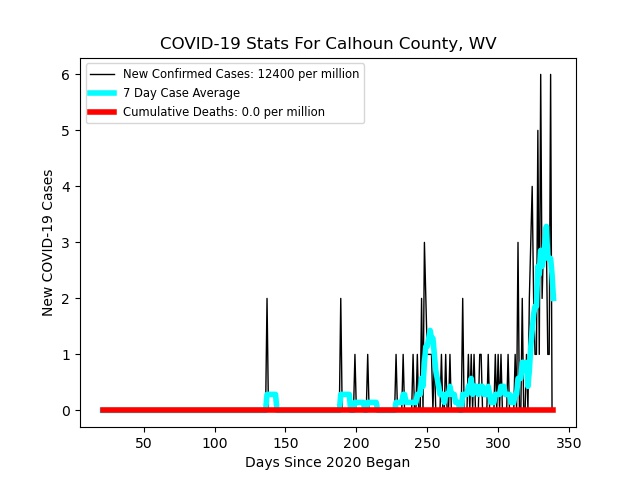 COVID-19 Stats For Calhoun County, WV
New Confirmed Cases: 12400 per million
7 Day Case Average
Cumulative Deaths: 0.0 per million
New COVID-19 Cases
6
5
4
3
2
1
0
50 100 150 200 250 300 350
Days Since 2020 Began